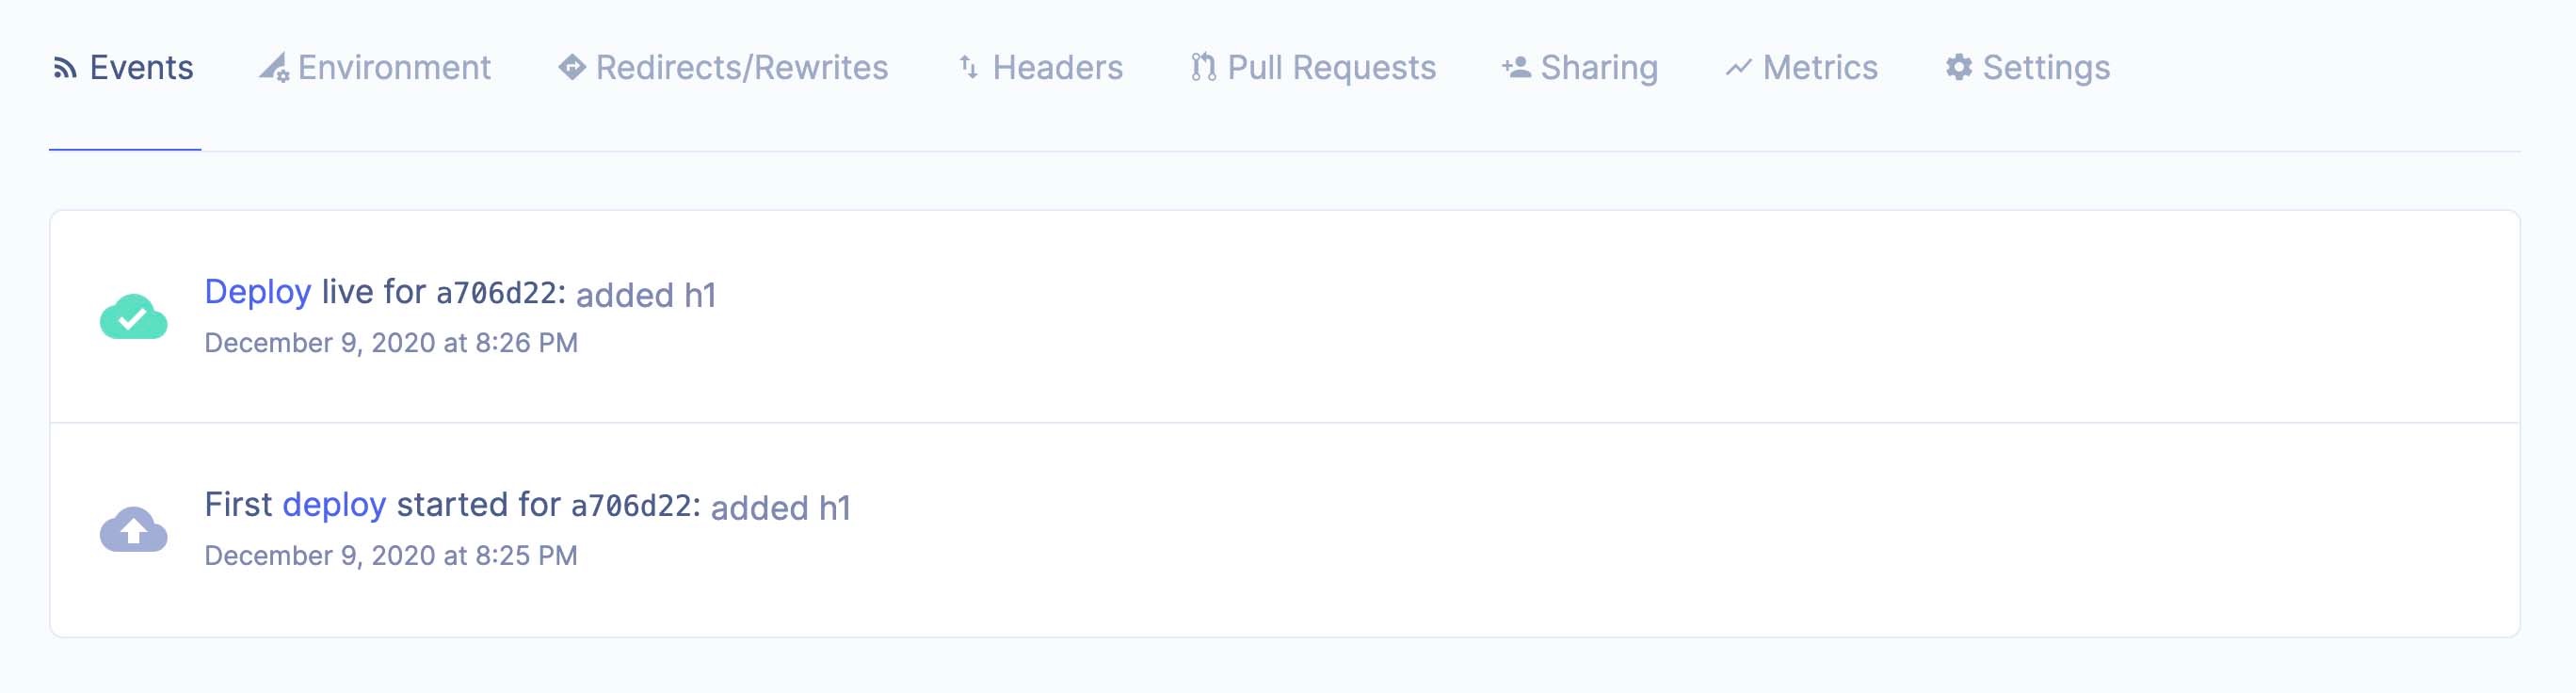 Events Environment Redirects/Rewrites Headers Pull Requests Sharing Metrics Settings
Deploy live for a706d22: added h1
December 9, 2020 at 8:26 PM
First deploy started for a706d22: added h1
December 9, 2020 at 8:25 PM